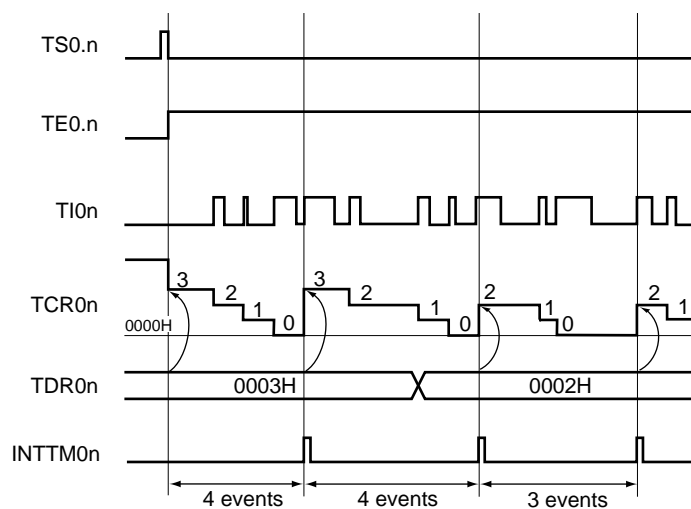 TS0.n
TE0.n
TI0n
TCR0n
3 2 1 0 3 2 1 0 2 1 0 2 1
0000H
TDR0n
0003H 0002H
INTTM0n
4 events 4 events 3 events